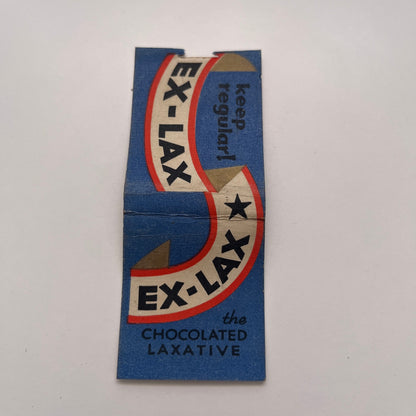 EX-LAX
keep
regular!
★
EX-LAX
the
CHOCOLATED
LAXATIVE